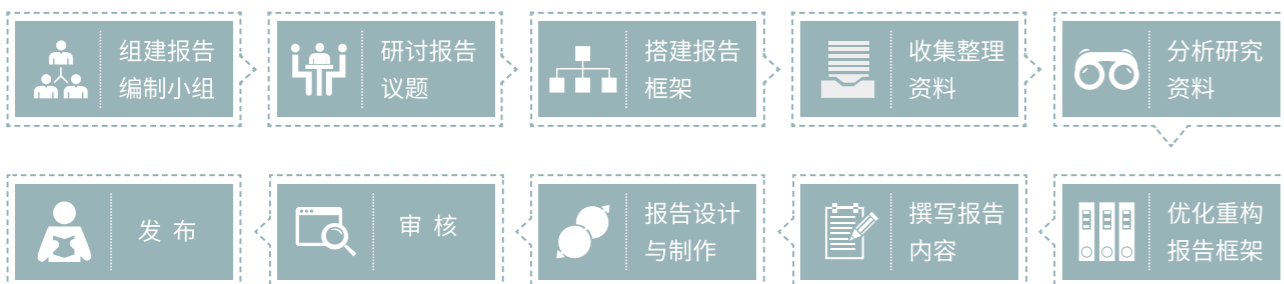 组建报告
编制小组
研讨报告
议题
搭建报告
框架
收集整理
资料
分析研究
资料
发布
审核
报告设计
与制作
撰写报告
内容
优化重构
报告框架